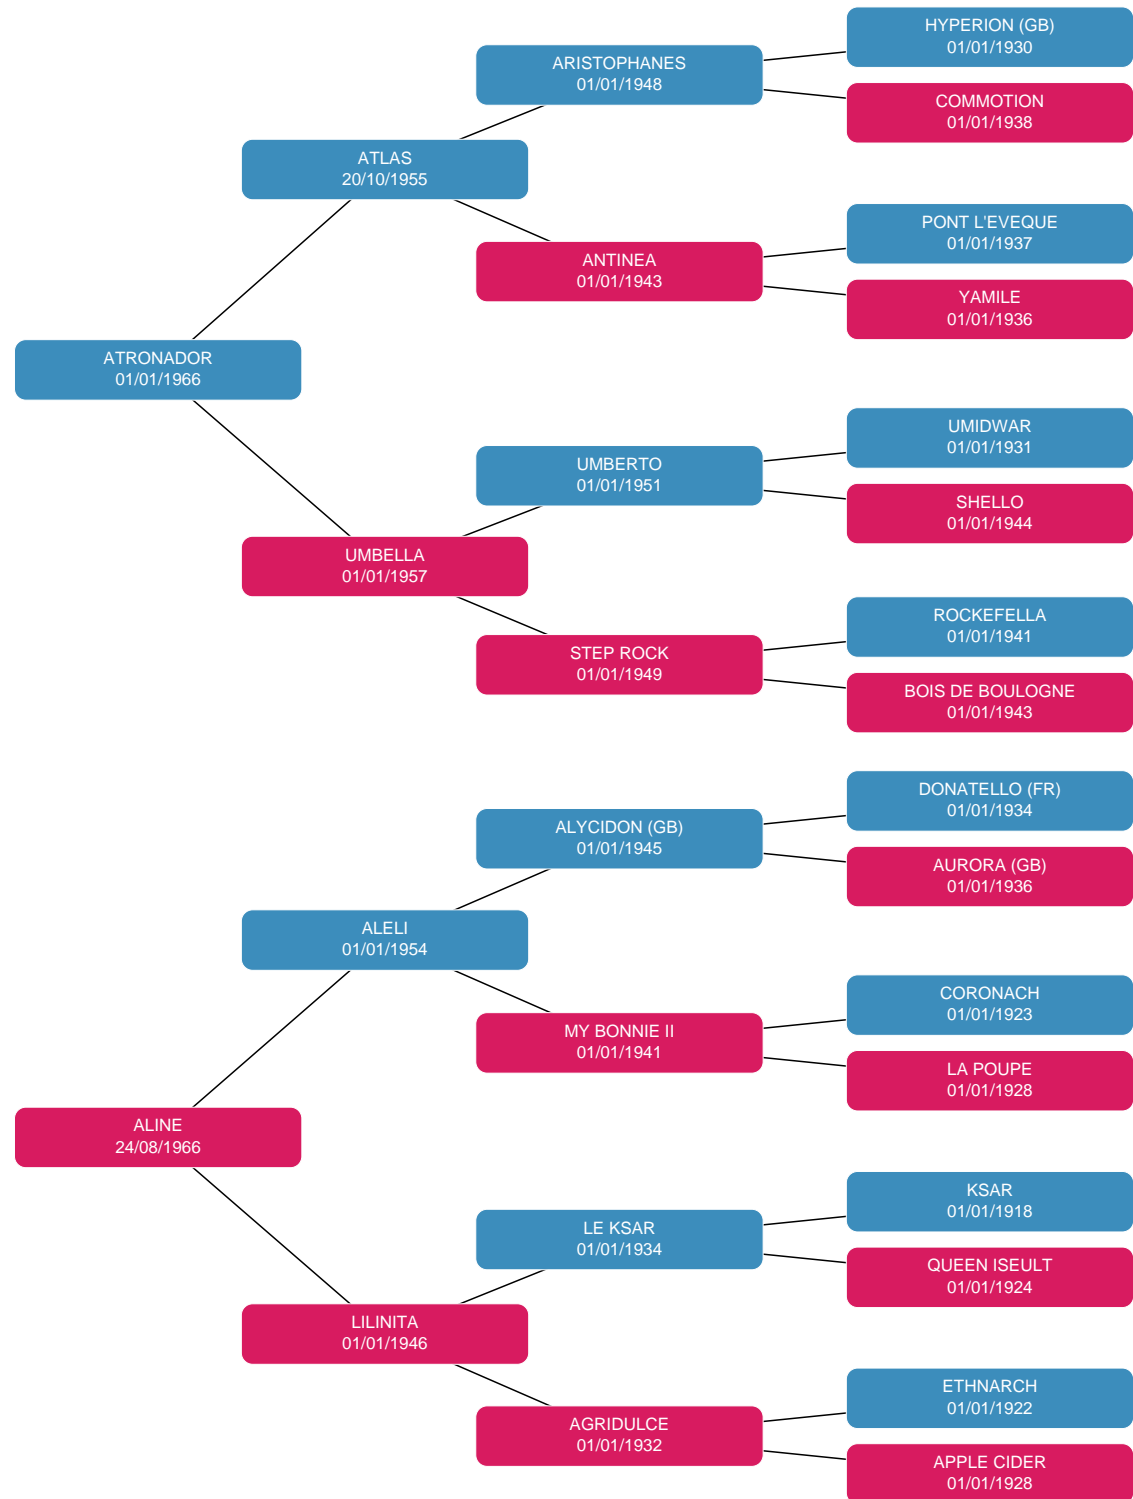 HYPERION (GB)
01/01/1930
ARISTOPHANES
01/01/1948
COMMOTION
01/01/1938
ATLAS
20/10/1955
PONT L'EVEQUE
01/01/1937
ANTINEA
01/01/1943
YAMILE
01/01/1936
ATRONADOR
01/01/1966
UMIDWAR
01/01/1931
UMBERTO
01/01/1951
SHELLO
01/01/1944
UMBELLA
01/01/1957
ROCKEFELLA
01/01/1941
STEP ROCK
01/01/1949
BOIS DE BOULOGNE
01/01/1943
DONATELLO (FR)
01/01/1934
ALYCIDON (GB)
01/01/1945
AURORA (GB)
01/01/1936
ALELI
01/01/1954
CORONACH
01/01/1923
MY BONNIE II
01/01/1941
LA POUPE
01/01/1928
ALINE
24/08/1966
KSAR
01/01/1918
LE KSAR
01/01/1934
QUEEN ISEULT
01/01/1924
LILINITA
01/01/1946
ETHNARCH
01/01/1922
AGRIDULCE
01/01/1932
APPLE CIDER
01/01/1928